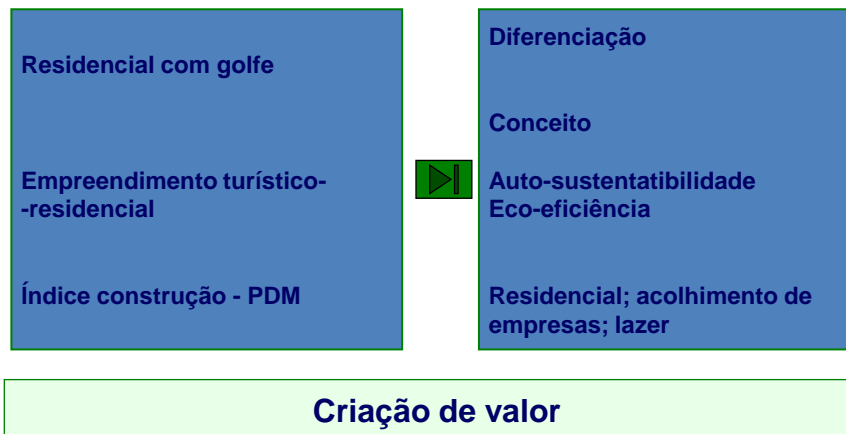 Residencial com golfe
Empreendimento turístico-
-residencial
Índice construção - PDM
Diferenciação
Conceito
Auto-sustentatibilidade
Eco-eficiência
Residencial; acolhimento de
empresas; lazer
Criação de valor